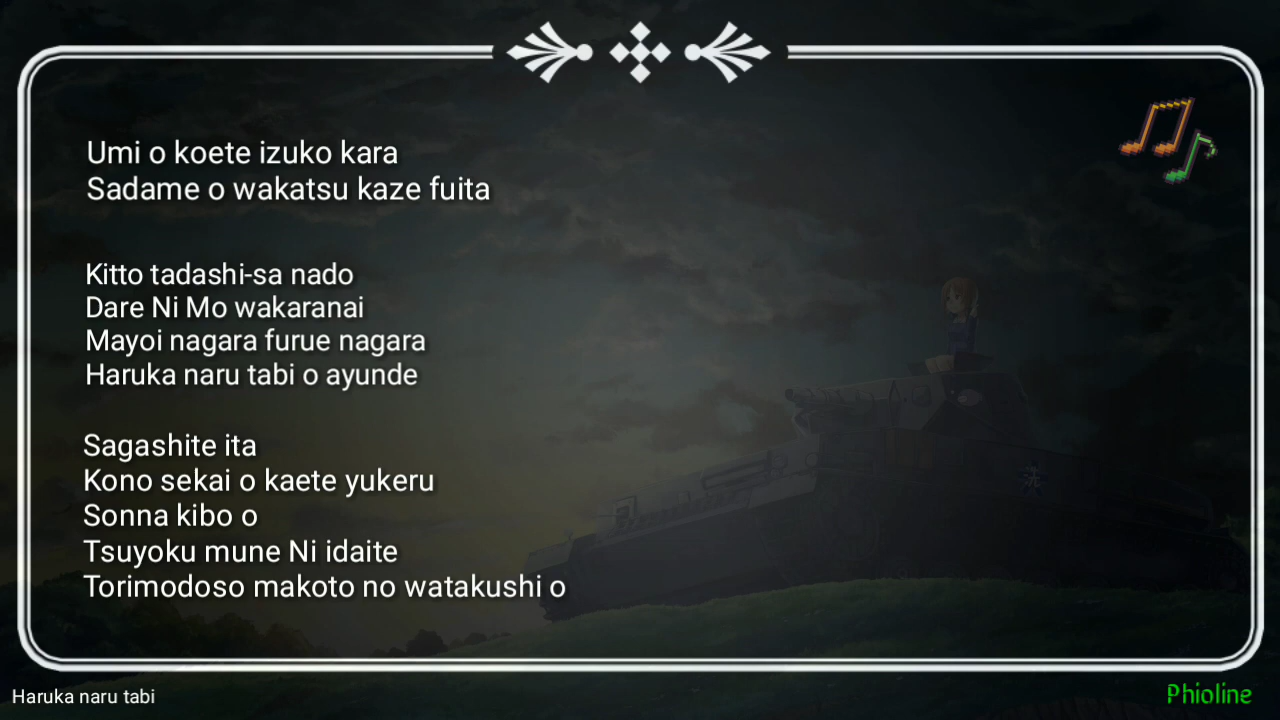 Umi o koete izuko kara
Sadame o wakatsu kaze fuita
Kitto tadashi-sa nado
Dare Ni Mo wakaranai
Mayoi nagara furue nagara
Haruka naru tabi o ayunde
Sagashite ita
Kono sekai o kaete yukeru
Sonna kibo o
Tsuyoku mune Ni idaite
Torimodoso makoto no watakushi o
洗
Haruka naru tabi
Phioline